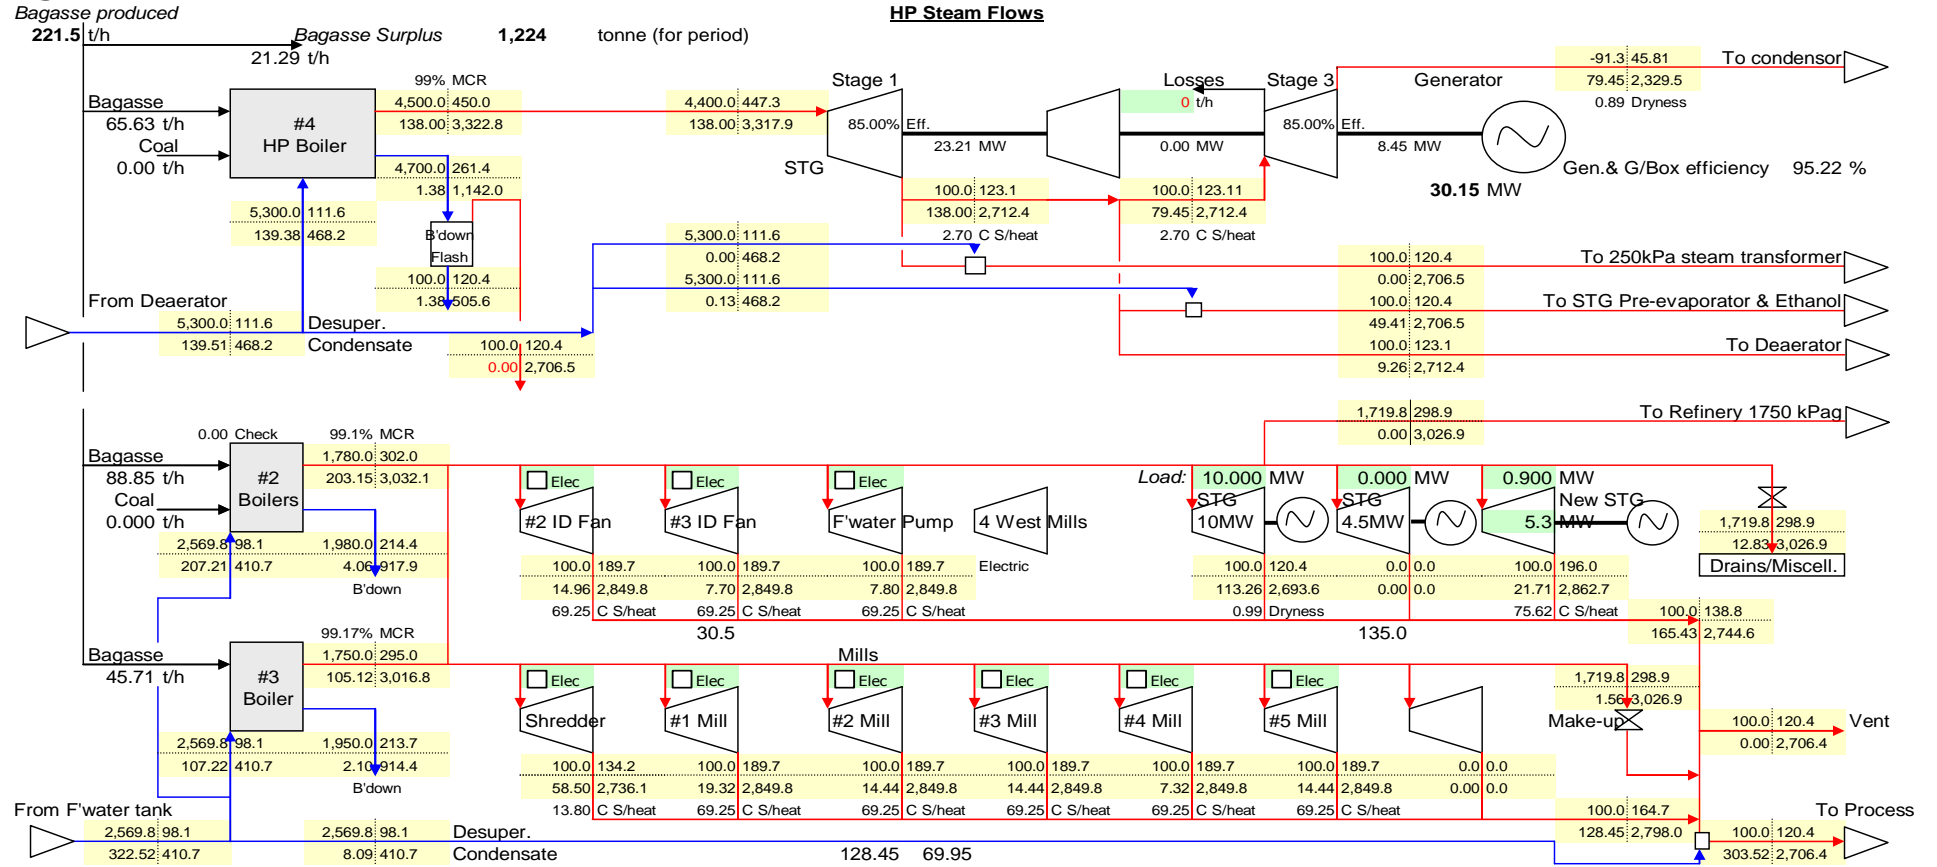 Bagasse produced
HP Steam Flows
221.5 t/h
Bagasse Surplus 1,224 tonne (for period)
21.29 t/h
-91.3 45.81
79.45 2,329.5
0.89 Dryness
To condensor
99% MCR
Stage 1
Losses
0 t/h
Stage 3
Generator
Bagasse
65.63 t/h
Coal
0.00 t/h
#4
HP Boiler
4,500.0 450.0
138.00 3,322.8
4,400.0 447.3
138.00 3,317.9
85.00% Eff.
STG
23.21 MW
0.00 MW
85.00% Eff.
8.45 MW
Gen.& G/Box efficiency 95.22 %
30.15 MW
4,700.0 261.4
1.38 1,142.0
5,300.0 111.6
139.38 468.2
B'down
Flash
100.0 120.4
1.38 505.6
100.0 123.1
138.00 2,712.4
2.70 C S/heat
100.0 123.11
79.45 2,712.4
2.70 C S/heat
5,300.0 111.6
0.00 468.2
5,300.0 111.6
0.13 468.2
100.0 120.4
0.00 2,706.5
To 250kPa steam transformer
100.0 120.4
49.41 2,706.5
To STG Pre-evaporator & Ethanol
100.0 123.1
9.26 2,712.4
To Deaerator
From Deaerator
5,300.0 111.6
139.51 468.2
Desuper.
Condensate
100.0 120.4
0.00 2,706.5
1,719.8 298.9
0.00 3,026.9
To Refinery 1750 kPag
0.00 Check
99.1% MCR
Bagasse
88.85 t/h
Coal
0.000 t/h
#2
Boilers
1,780.0 302.0
203.15 3,032.1
2,569.8 98.1
207.21 410.7
1,980.0 214.4
4.06 917.9
B'down
Elec
#2 ID Fan
Elec
#3 ID Fan
Elec
F'water Pump
4 West Mills
Electric
Load: 10.000 MW
STG
10MW
0.000 MW
STG
4.5MW
0.900 MW
New STG
5.3 MW
1,719.8 298.9
12.83 3,026.9
Drains/Miscell.
100.0 189.7
14.96 2,849.8
69.25 C S/heat
100.0 189.7
7.70 2,849.8
69.25 C S/heat
100.0 189.7
7.80 2,849.8
69.25 C S/heat
100.0 120.4
113.26 2,693.6
0.99 Dryness
0.0 0.0
0.00 0.0
100.0 196.0
21.71 2,862.7
75.62 C S/heat
30.5
135.0
100.0 138.8
165.43 2,744.6
99.17% MCR
Bagasse
45.71 t/h
#3
Boiler
1,750.0 295.0
105.12 3,016.8
2,569.8 98.1
107.22 410.7
1,950.0 213.7
2.10 914.4
B'down
Mills
Elec
Shredder
Elec
#1 Mill
Elec
#2 Mill
Elec
#3 Mill
Elec
#4 Mill
Elec
#5 Mill
1,719.8 298.9
1.56 3,026.9
Make-up
100.0 120.4
0.00 2,706.4
Vent
100.0 134.2
58.50 2,736.1
13.80 C S/heat
100.0 189.7
19.32 2,849.8
69.25 C S/heat
100.0 189.7
14.44 2,849.8
69.25 C S/heat
100.0 189.7
14.44 2,849.8
69.25 C S/heat
100.0 189.7
7.32 2,849.8
69.25 C S/heat
100.0 189.7
14.44 2,849.8
69.25 C S/heat
0.0 0.0
0.00 0.0
100.0 164.7
128.45 2,798.0
From F'water tank
2,569.8 98.1
322.52 410.7
2,569.8 98.1
8.09 410.7
Desuper.
Condensate
128.45 69.95
To Process
100.0 120.4
303.52 2,706.4